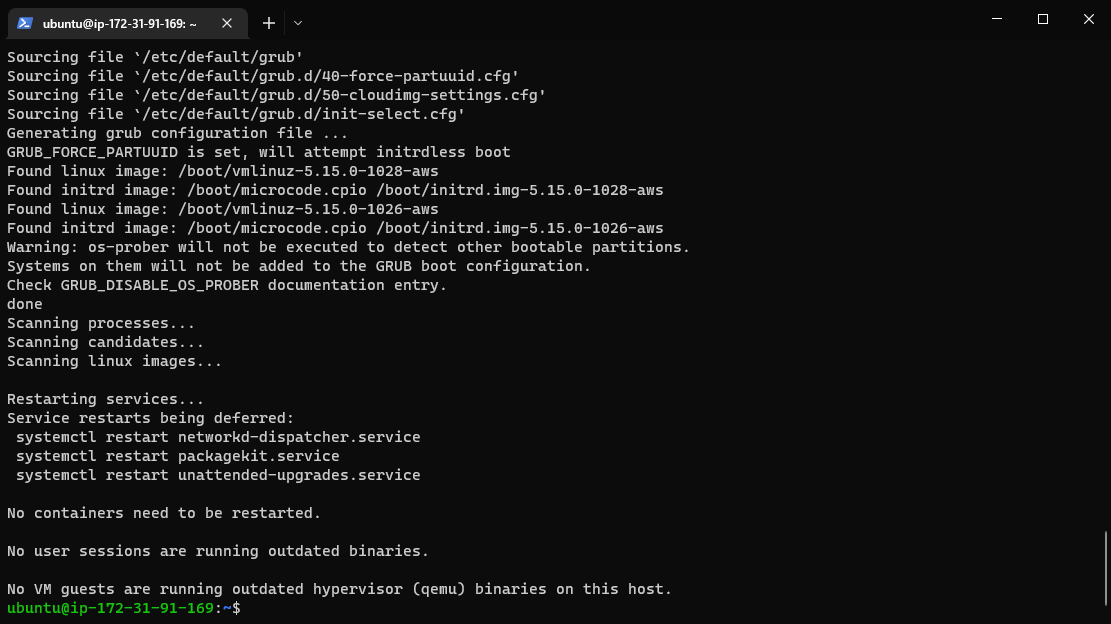 ubuntu@ip-172-31-91-169: ~
Sourcing file `/etc/default/grub'
Sourcing file `/etc/default/grub.d/40-force-partuuid.cfg'
Sourcing file `/etc/default/grub.d/50-cloudimg-settings.cfg'
Sourcing file `/etc/default/grub.d/init-select.cfg'
Generating grub configuration file ...
GRUB_FORCE_PARTUUID is set, will attempt initrdless boot
Found linux image: /boot/vmlinuz-5.15.0-1028-aws
Found initrd image: /boot/microcode.cpio /boot/initrd.img-5.15.0-1028-aws
Found linux image: /boot/vmlinuz-5.15.0-1026-aws
Found initrd image: /boot/microcode.cpio /boot/initrd.img-5.15.0-1026-aws
Warning: os-prober will not be executed to detect other bootable partitions.
Systems on them will not be added to the GRUB boot configuration.
Check GRUB_DISABLE_OS_PROBER documentation entry.
done
Scanning processes...
Scanning candidates...
Scanning linux images...

Restarting services...
Service restarts being deferred:
 systemctl restart networkd-dispatcher.service
 systemctl restart packagekit.service
 systemctl restart unattended-upgrades.service

No containers need to be restarted.

No user sessions are running outdated binaries.

No VM guests are running outdated hypervisor (qemu) binaries on this host.
ubuntu@ip-172-31-91-169:~$